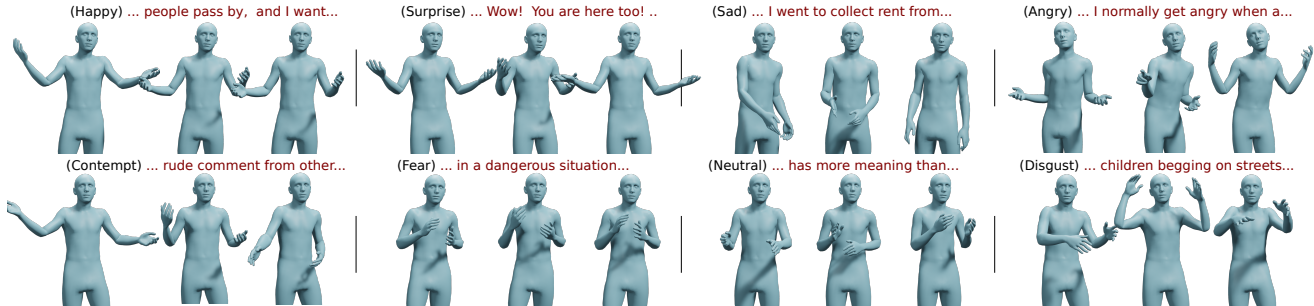 (Happy) ... people pass by, and I want...
(Surprise) ... Wow! You are here too! ..
(Sad) ... I went to collect rent from...
(Angry) ... I normally get angry when a...
(Contempt) ... rude comment from other...
(Fear) ... in a dangerous situation...
(Neutral) ... has more meaning than...
(Disgust) ... children begging on streets...